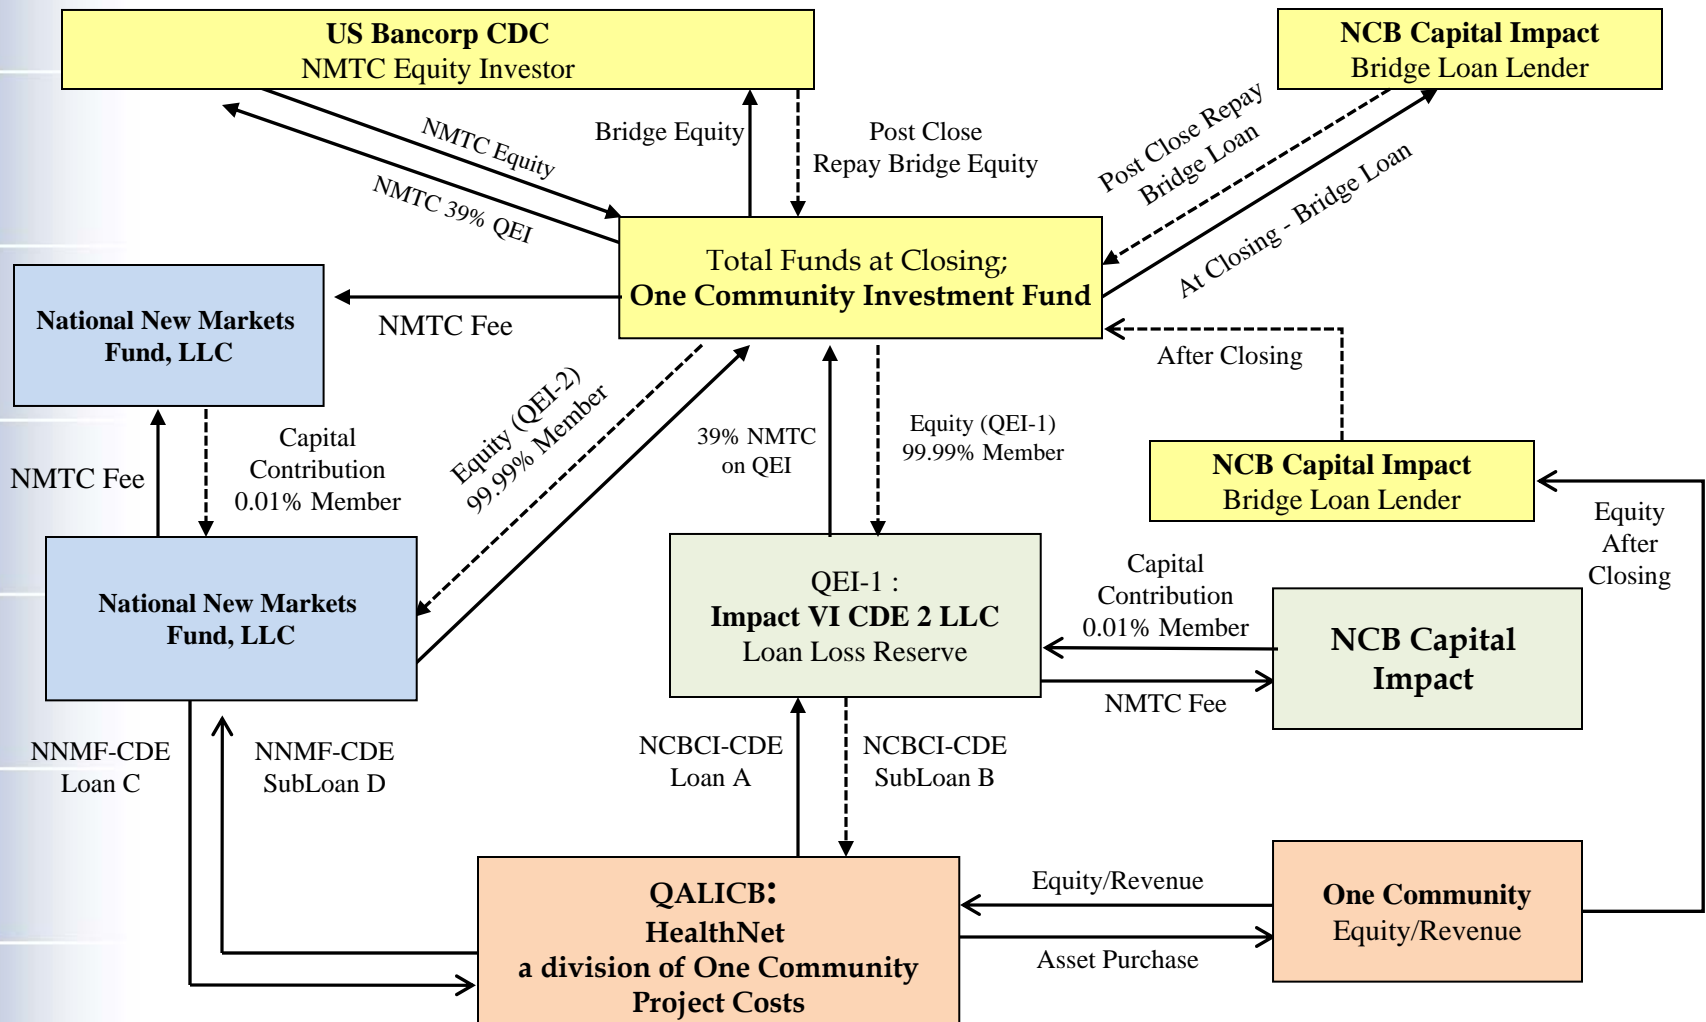 US Bancorp CDC
NMTC Equity Investor
NCB Capital Impact
Bridge Loan Lender
NMTC Equity
NMTC 39% QEI
Bridge Equity
Post Close
Repay Bridge Equity
Post Close Repay
Bridge Loan
At Closing - Bridge Loan
Total Funds at Closing;
One Community Investment Fund
National New Markets
Fund, LLC
NMTC Fee
After Closing
NMTC Fee
Capital
Contribution
0.01% Member
Equity (QEI-2)
99.99% Member
39% NMTC
on QEI
Equity (QEI-1)
99.99% Member
NCB Capital Impact
Bridge Loan Lender
Equity
After
Closing
National New Markets
Fund, LLC
QEI-1 :
Impact VI CDE 2 LLC
Loan Loss Reserve
Capital
Contribution
0.01% Member
NMTC Fee
NCB Capital
Impact
NNMF-CDE
Loan C
NNMF-CDE
SubLoan D
NCBCI-CDE
Loan A
NCBCI-CDE
SubLoan B
QALICB:
HealthNet
a division of One Community
Project Costs
Equity/Revenue
Asset Purchase
One Community
Equity/Revenue